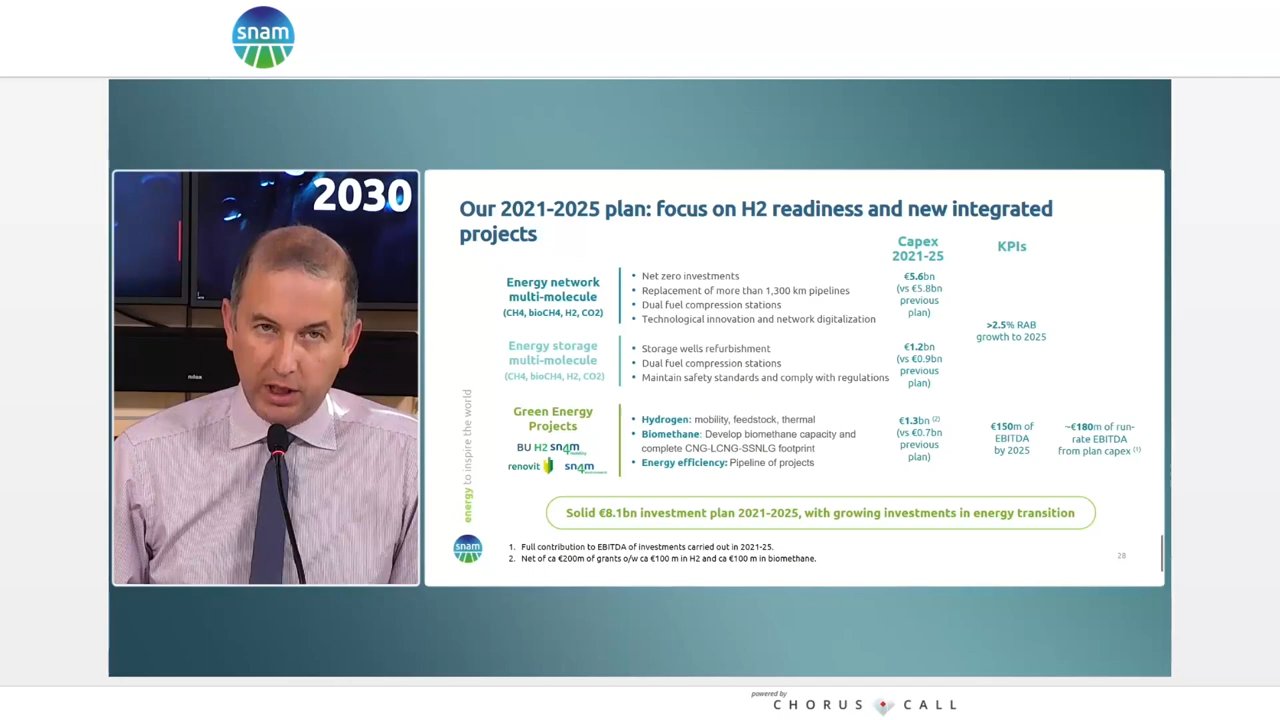 snam
2030
nilox
Our 2021-2025 plan: focus on H2 readiness and new integrated
projects
Capex
2021-25
KPIs
Energy network
multi-molecule
(CH4, bioCH4, H2, CO2)
• Net zero investments
• Replacement of more than 1,300 km pipelines
• Dual fuel compression stations
• Technological innovation and network digitalization
€5.6bn
(vs €5.8bn
previous
plan)
>2.5% RAB
growth to 2025
Energy storage
multi-molecule
(CH4, bioCH4, H2, CO2)
• Storage wells refurbishment
• Dual fuel compression stations
• Maintain safety standards and comply with regulations
€1.2bn
(vs €0.9bn
previous
plan)
Green Energy
Projects
BU H2 sn4m
mobility
renovit sn4m
• Hydrogen: mobility, feedstock, thermal
• Biomethane: Develop biomethane capacity and
complete CNG-LCNG-SSNLG footprint
• Energy efficiency: Pipeline of projects
€1.3bn (2)
(vs €0.7bn
previous
plan)
€150m of
EBITDA
by 2025
~€180m of run-
rate EBITDA
from plan capex (1)
energy to inspire the world
Solid €8.1bn investment plan 2021-2025, with growing investments in energy transition
snam
1. Full contribution to EBITDA of investments carried out in 2021-25.
2. Net of ca €200m of grants o/w ca €100 m in H2 and ca €100 m in biomethane.
28
powered by
CHORUS CALL